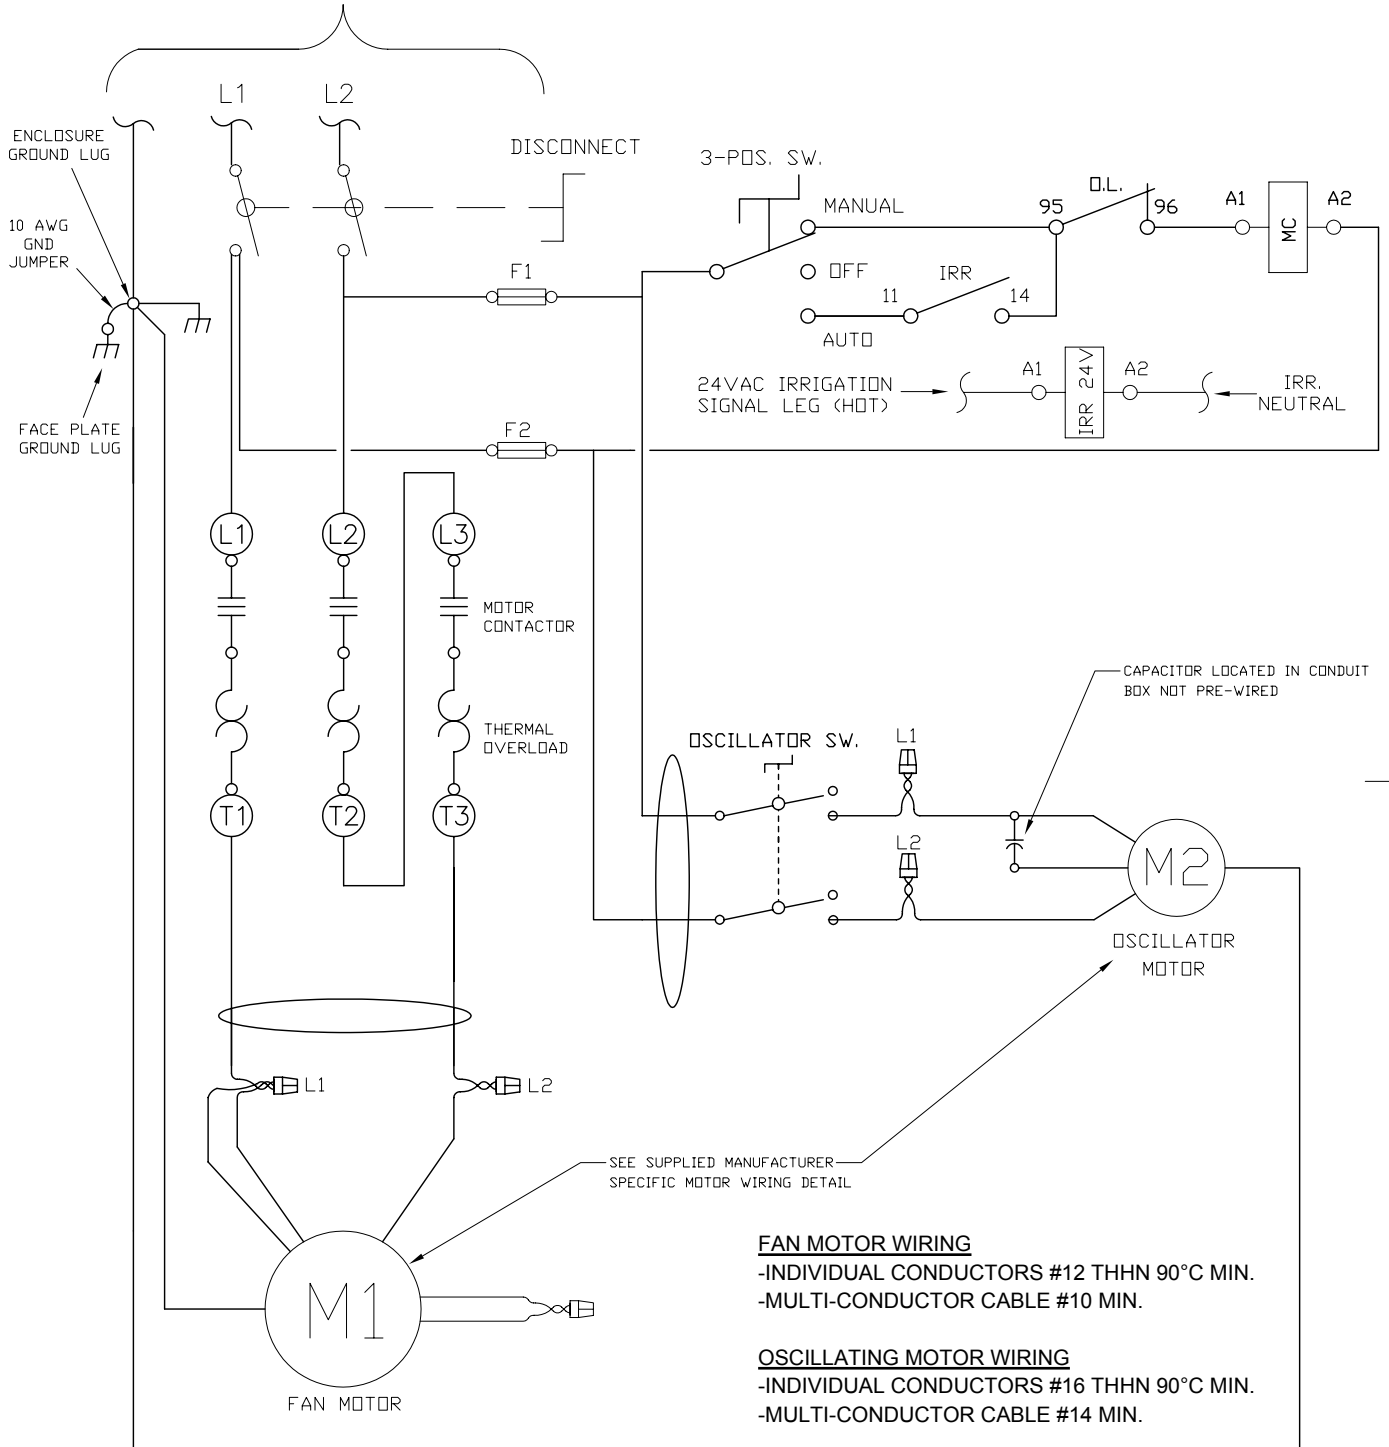 L1
L2
ENCLOSURE
GROUND LUG
DISCONNECT
3-POS. SW.
10 AWG
GND
JUMPER
MANUAL
OFF
AUTO
IRR
11
14
95
O.L.
96
A1
MC
A2
F1
24VAC IRRIGATION
SIGNAL LEG (HOT)
A1
IRR 24V
A2
IRR.
NEUTRAL
FACE PLATE
GROUND LUG
F2
L1
L2
L3
MOTOR
CONTACTOR
THERMAL
OVERLOAD
T1
T2
T3
CAPACITOR LOCATED IN CONDUIT
BOX NOT PRE-WIRED
OSCILLATOR SW.
L1
L2
M2
OSCILLATOR
MOTOR
L1
L2
SEE SUPPLIED MANUFACTURER
SPECIFIC MOTOR WIRING DETAIL
M1
FAN MOTOR
FAN MOTOR WIRING
-INDIVIDUAL CONDUCTORS #12 THHN 90°C MIN.
-MULTI-CONDUCTOR CABLE #10 MIN.
OSCILLATING MOTOR WIRING
-INDIVIDUAL CONDUCTORS #16 THHN 90°C MIN.
-MULTI-CONDUCTOR CABLE #14 MIN.